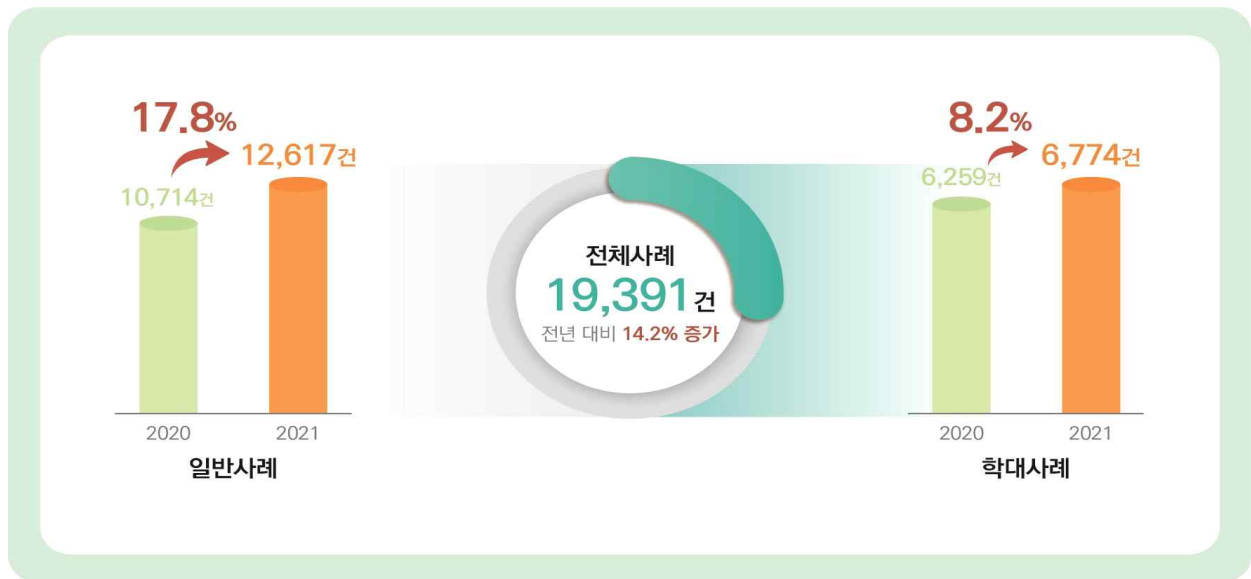 17.8%
12,617건
10,714건
2020
2021
일반사례
전체사례
19,391건
전년 대비 14.2% 증가
8.2%
6,774건
6,259건
2020
2021
학대사례